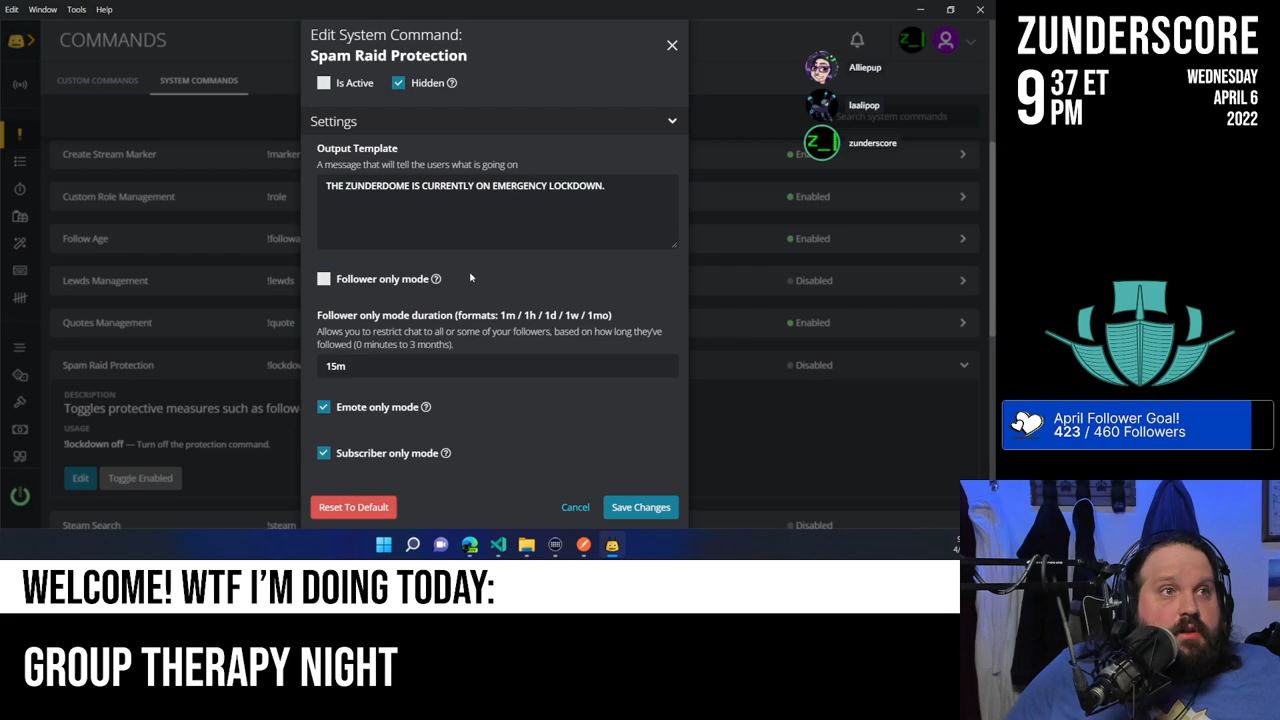 Edit Window Tools Help
COMMANDS
CUSTOM COMMANDS SYSTEM COMMANDS
Search system commands
Create Stream Marker !marker
Custom Role Management !role Enabled
Follow Age !followa Enabled
Lewds Management !lewds Disabled
Quotes Management !quote Enabled
Spam Raid Protection !lockdo Disabled
DESCRIPTION
Toggles protective measures such as follow
USAGE
!lockdown off — Turn off the protection command.
Edit Toggle Enabled
Steam Search !steam Disabled
Edit System Command:
Spam Raid Protection
Is Active Hidden
Settings
Output Template
A message that will tell the users what is going on
THE ZUNDERDOME IS CURRENTLY ON EMERGENCY LOCKDOWN.
Follower only mode
Follower only mode duration (formats: 1m / 1h / 1d / 1w / 1mo)
Allows you to restrict chat to all or some of your followers, based on how long they've
followed (0 minutes to 3 months).
15m
Emote only mode
Subscriber only mode
Reset To Default Cancel Save Changes
Alliepup
laalipop
zunderscore
ZUNDERSCORE
9 37 ET PM
WEDNESDAY
APRIL 6
2022
April Follower Goal!
423 / 460 Followers
WELCOME! WTF I'M DOING TODAY:
GROUP THERAPY NIGHT